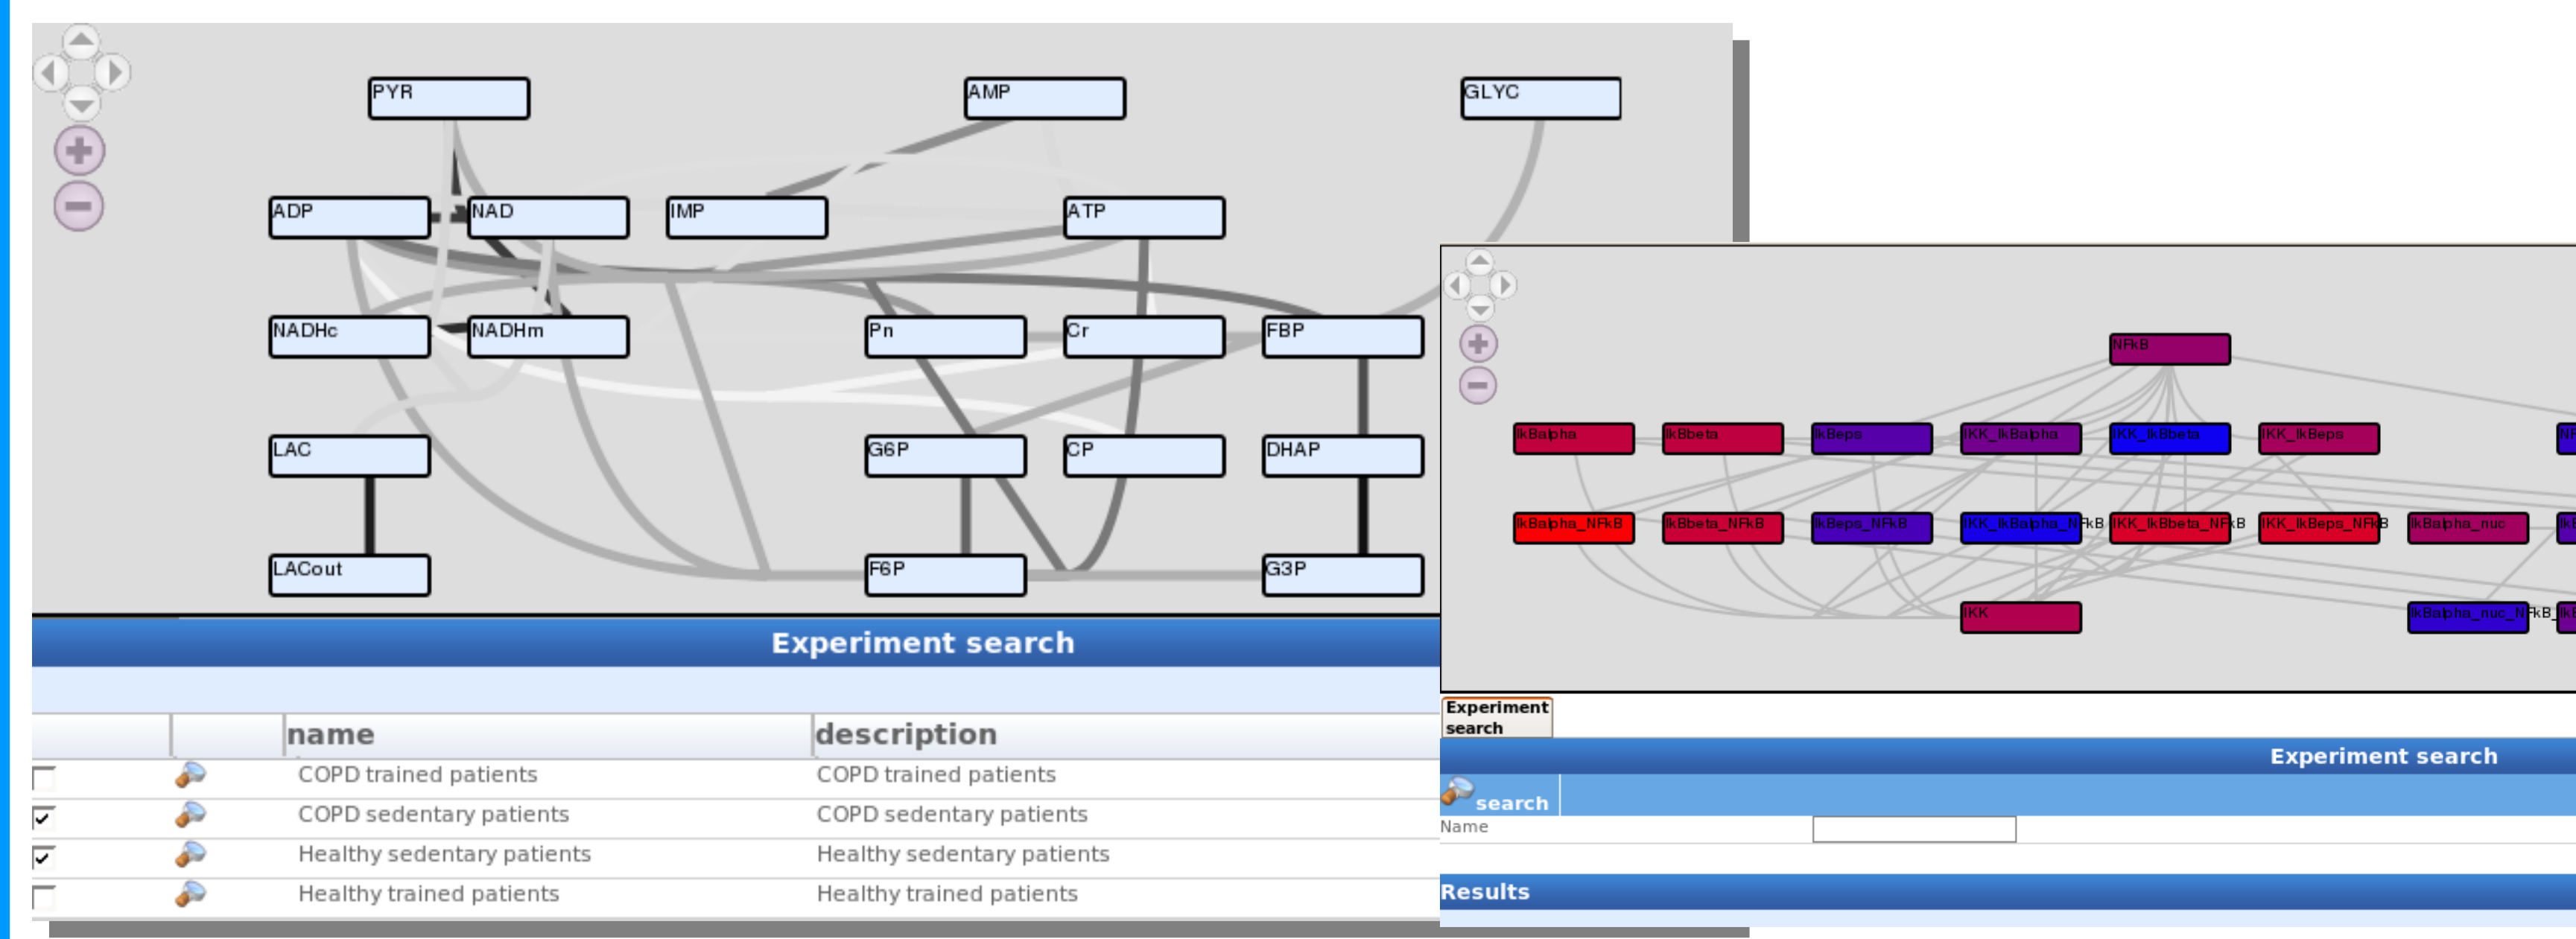 PYR
AMP
GLYC
ADP
NAD
IMP
ATP
NADHc
NADHm
Pn
Cr
FBP
LAC
G6P
CP
DHAP
LACout
F6P
G3P
Experiment search
name description
COPD trained patients COPD trained patients
COPD sedentary patients COPD sedentary patients
Healthy sedentary patients Healthy sedentary patients
Healthy trained patients Healthy trained patients
NFkB
IkBalpha
IkBbeta
IkBeps
IKK_IkBalpha
IKK_IkBbeta
IKK_IkBeps
IkBalpha_NFkB
IkBbeta_NFkB
IkBeps_NFkB
IKK_IkBalpha_NFkB
IKK_IkBbeta_NFkB
IKK_IkBeps_NFkB
IkBalpha_nuc
IKK
IkBalpha_nuc_NFkB
Experiment
search
Experiment search
search
Name
Results